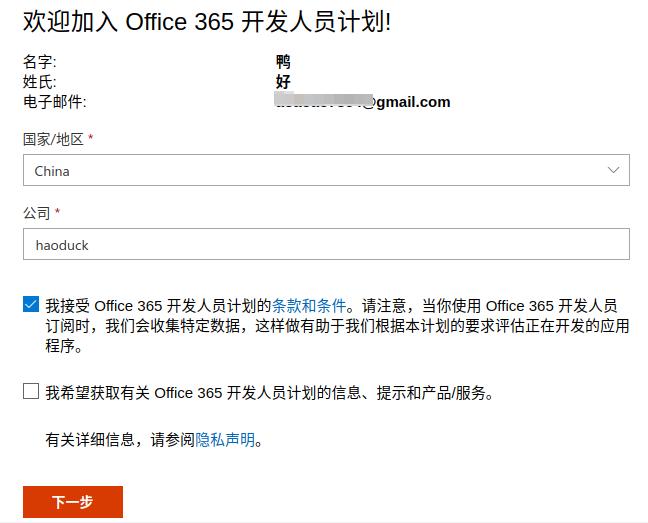 欢迎加入 Office 365 开发人员计划!
名字: 鸭
姓氏: 好
电子邮件: @gmail.com
国家/地区 *
China
公司 *
haoduck
我接受 Office 365 开发人员计划的条款和条件。请注意，当你使用 Office 365 开发人员
订阅时，我们会收集特定数据，这样做有助于我们根据本计划的要求评估正在开发的应用
程序。
我希望获取有关 Office 365 开发人员计划的信息、提示和产品/服务。
有关详细信息，请参阅隐私声明。
下一步